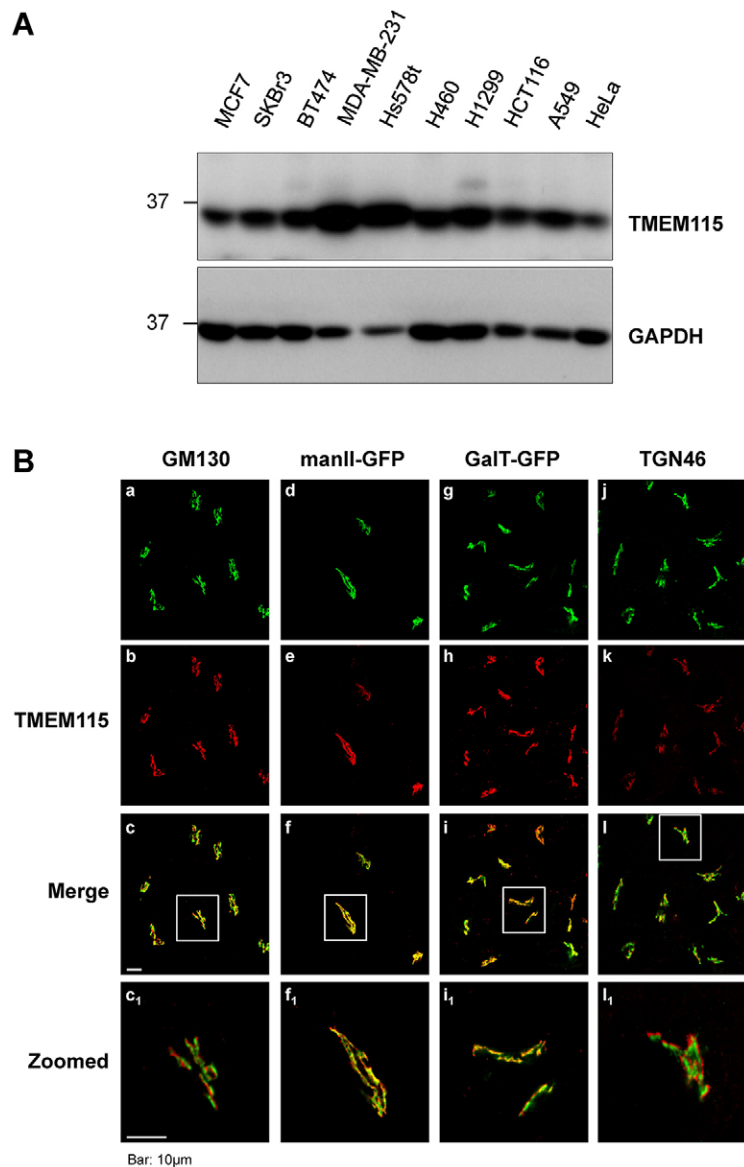 A
MCF7 SKBr3 BT474 MDA-MB-231 Hs578t H460 H1299 HCT116 A549 HeLa
37
TMEM115
37
GAPDH
B
GM130 manII-GFP GalT-GFP TGN46
a d g j
b e h k
TMEM115
c f i l
Merge
c1 f1 i1 l1
Zoomed
Bar: 10µm